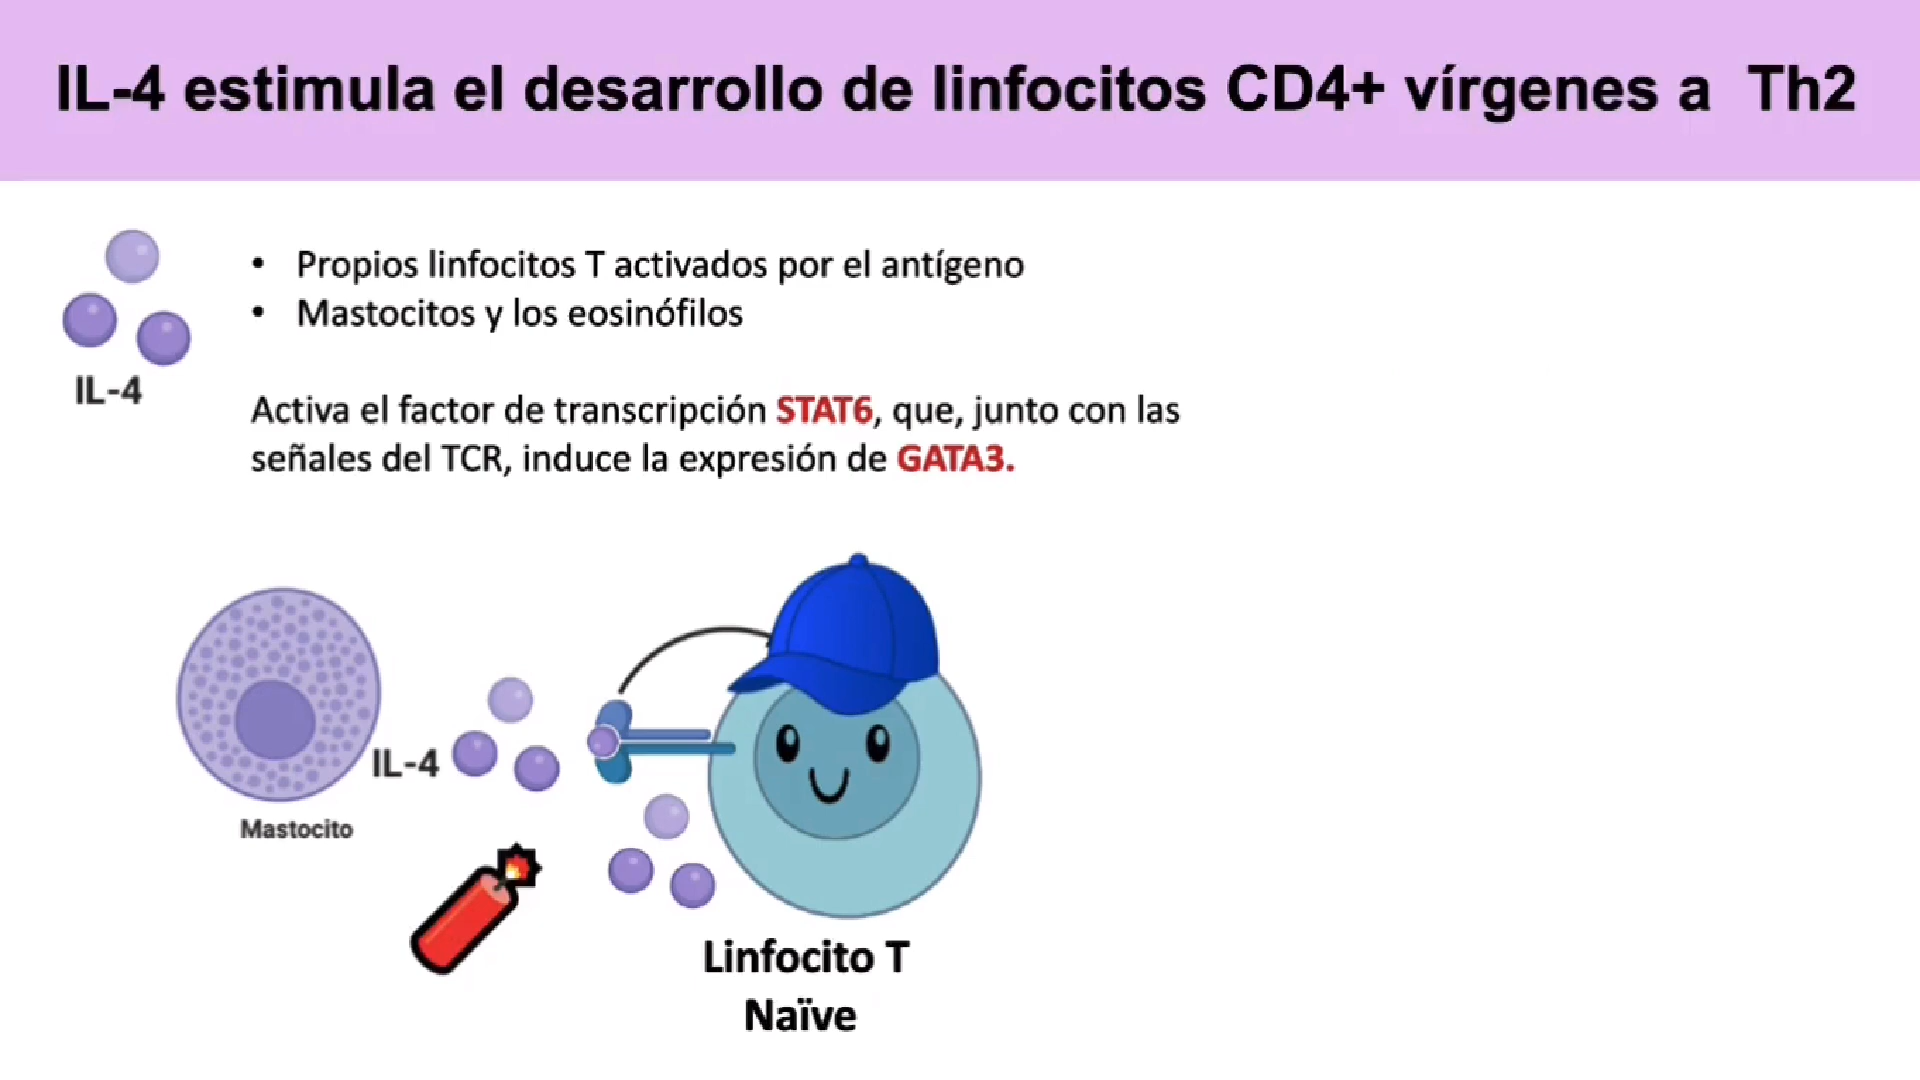 IL-4 estimula el desarrollo de linfocitos CD4+ vírgenes a Th2
• Propios linfocitos T activados por el antígeno
• Mastocitos y los eosinófilos
IL-4
Activa el factor de transcripción STAT6, que, junto con las
señales del TCR, induce la expresión de GATA3.
IL-4
Mastocito
Linfocito T
Naïve